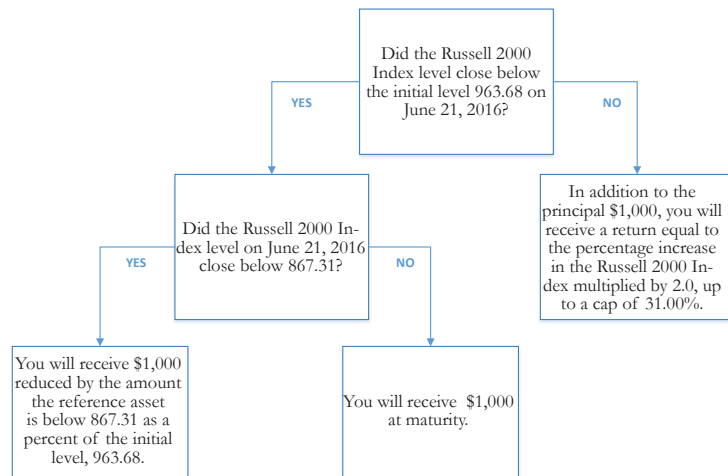 Did the Russell 2000
Index level close below
the initial level 963.68 on
June 21, 2016?
YES
NO
Did the Russell 2000 In-
dex level on June 21, 2016
close below 867.31?
In addition to the
principal $1,000, you will
receive a return equal to
the percentage increase
in the Russell 2000 In-
dex multiplied by 2.0, up
to a cap of 31.00%.
YES
NO
You will receive $1,000
reduced by the amount
the reference asset
is below 867.31 as a
percent of the initial
level, 963.68.
You will receive $1,000
at maturity.